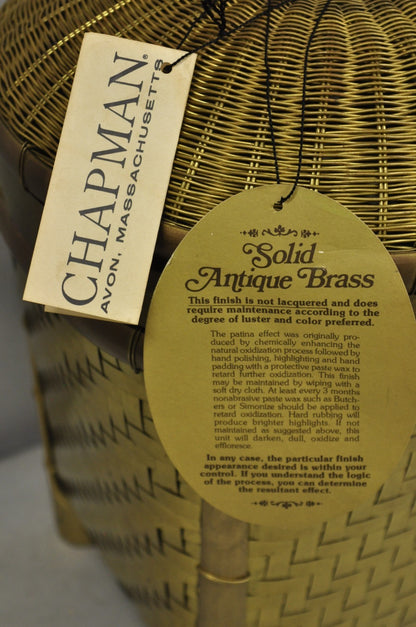 CHAPMAN®
AVON, MASSACHUSETTS
Solid
Antique Brass
This finish is not lacquered and does
require maintenance according to the
degree of luster and color preferred.
The patina effect was originally pro-
duced by chemically enhancing the
natural oxidization process followed by
hand polishing, highlighting and hand
padding with a protective paste wax to
retard further oxidization. This finish
may be maintained by wiping with a
soft dry cloth. At least every 3 months
nonabrasive paste wax such as Butch-
ers or Simonize should be applied to
retard oxidization. Hard rubbing will
produce brighter highlights. If not
maintained as suggested above, this
unit will darken, dull, oxidize and
effloresce.
In any case, the particular finish
appearance desired is within your
control. If you understand the logic
of the process, you can determine
the resultant effect.